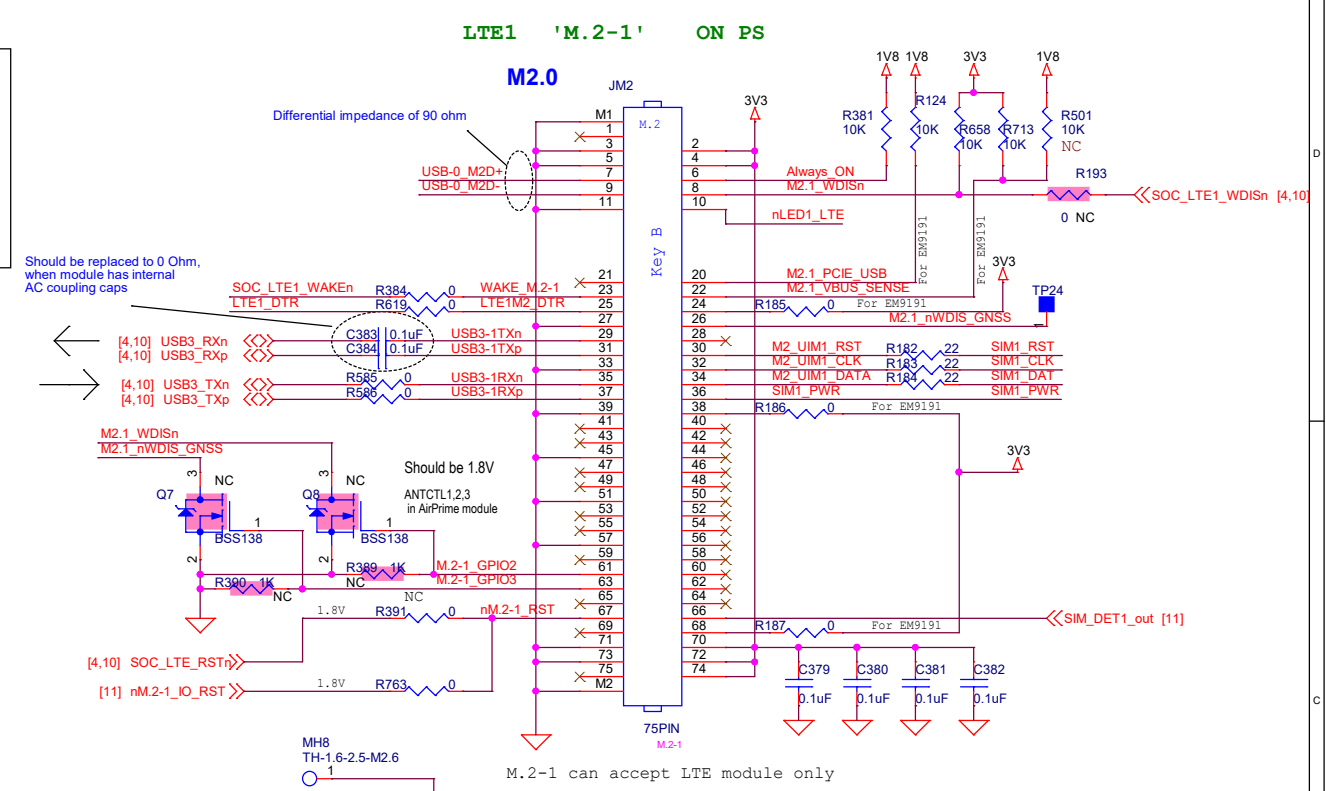 LTE1 'M.2-1' ON PS
M2.0
JM2
M.2
Key B
75PIN
M.2-1
M.2-1 can accept LTE module only
Differential impedance of 90 ohm
USB-0_M2D+
USB-0_M2D-
Should be replaced to 0 Ohm,
when module has internal
AC coupling caps
SOC_LTE1_WAKEn R384 0 WAKE_M.2-1
LTE1_DTR R619 0 LTE1M2_DTR
[4,10] USB3_RXn C383 0.1uF USB3-1TXn
[4,10] USB3_RXp C384 0.1uF USB3-1TXp
[4,10] USB3_TXn R585 0 USB3-1RXn
[4,10] USB3_TXp R586 0 USB3-1RXp
M2.1_WDISn
M2.1_nWDIS_GNSS
Q7 3 NC 1 BSS138 2
Q8 3 NC 1 BSS138 2
Should be 1.8V
ANTCTL1,2,3
in AirPrime module
R389 1K NC M.2-1_GPIO2
R390 1K NC M.2-1_GPIO3
NC
1.8V R391 0 nM.2-1_RST
[4,10] SOC_LTE_RSTn
[11] nM.2-1_IO_RST 1.8V R763 0
MH8
TH-1.6-2.5-M2.6
1
M1
1
3
5
7
9
11
21
23
25
27
29
31
33
35
37
39
41
43
45
47
49
51
53
55
57
59
61
63
65
67
69
71
73
75
M2
2
4
6
8
10
20
22
24
26
28
30
32
34
36
38
40
42
44
46
48
50
52
54
56
58
60
62
64
66
68
70
72
74
3V3
1V8 1V8 3V3 1V8
R381 10K
R124 10K
R658 10K
R713 10K
R501 10K NC
R193 0 NC
Always_ON
M2.1_WDISn
SOC_LTE1_WDISn [4,10]
nLED1_LTE
For EM9191
For EM9191
M2.1_PCIE_USB
M2.1_VBUS_SENSE
3V3
R185 0 For EM9191
M2.1_nWDIS_GNSS
TP24
1
M2_UIM1_RST R182 22 SIM1_RST
M2_UIM1_CLK R183 22 SIM1_CLK
M2_UIM1_DATA R184 22 SIM1_DAT
SIM1_PWR SIM1_PWR
R186 0 For EM9191
3V3
SIM_DET1_out [11]
R187 0 For EM9191
C379 0.1uF
C380 0.1uF
C381 0.1uF
C382 0.1uF
D
C